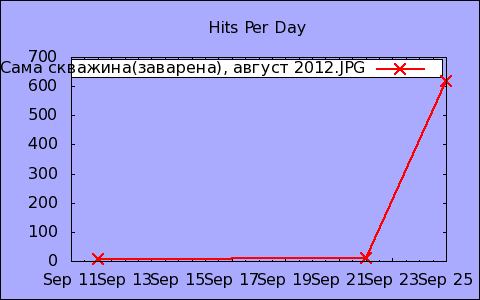 Hits Per Day
Сама скважина(заварена), август 2012.JPG
700
600
500
400
300
200
100
0
Sep 11 Sep 13 Sep 15 Sep 17 Sep 19 Sep 21 Sep 23 Sep 25